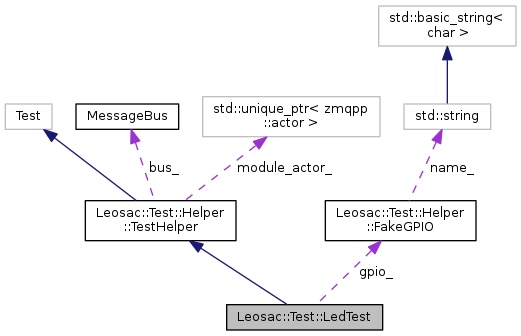 std::basic_string<
char >
Test
MessageBus
std::unique_ptr< zmqpp
::actor >
std::string
bus_
module_actor_
name_
Leosac::Test::Helper
::TestHelper
Leosac::Test::Helper
::FakeGPIO
gpio_
Leosac::Test::LedTest